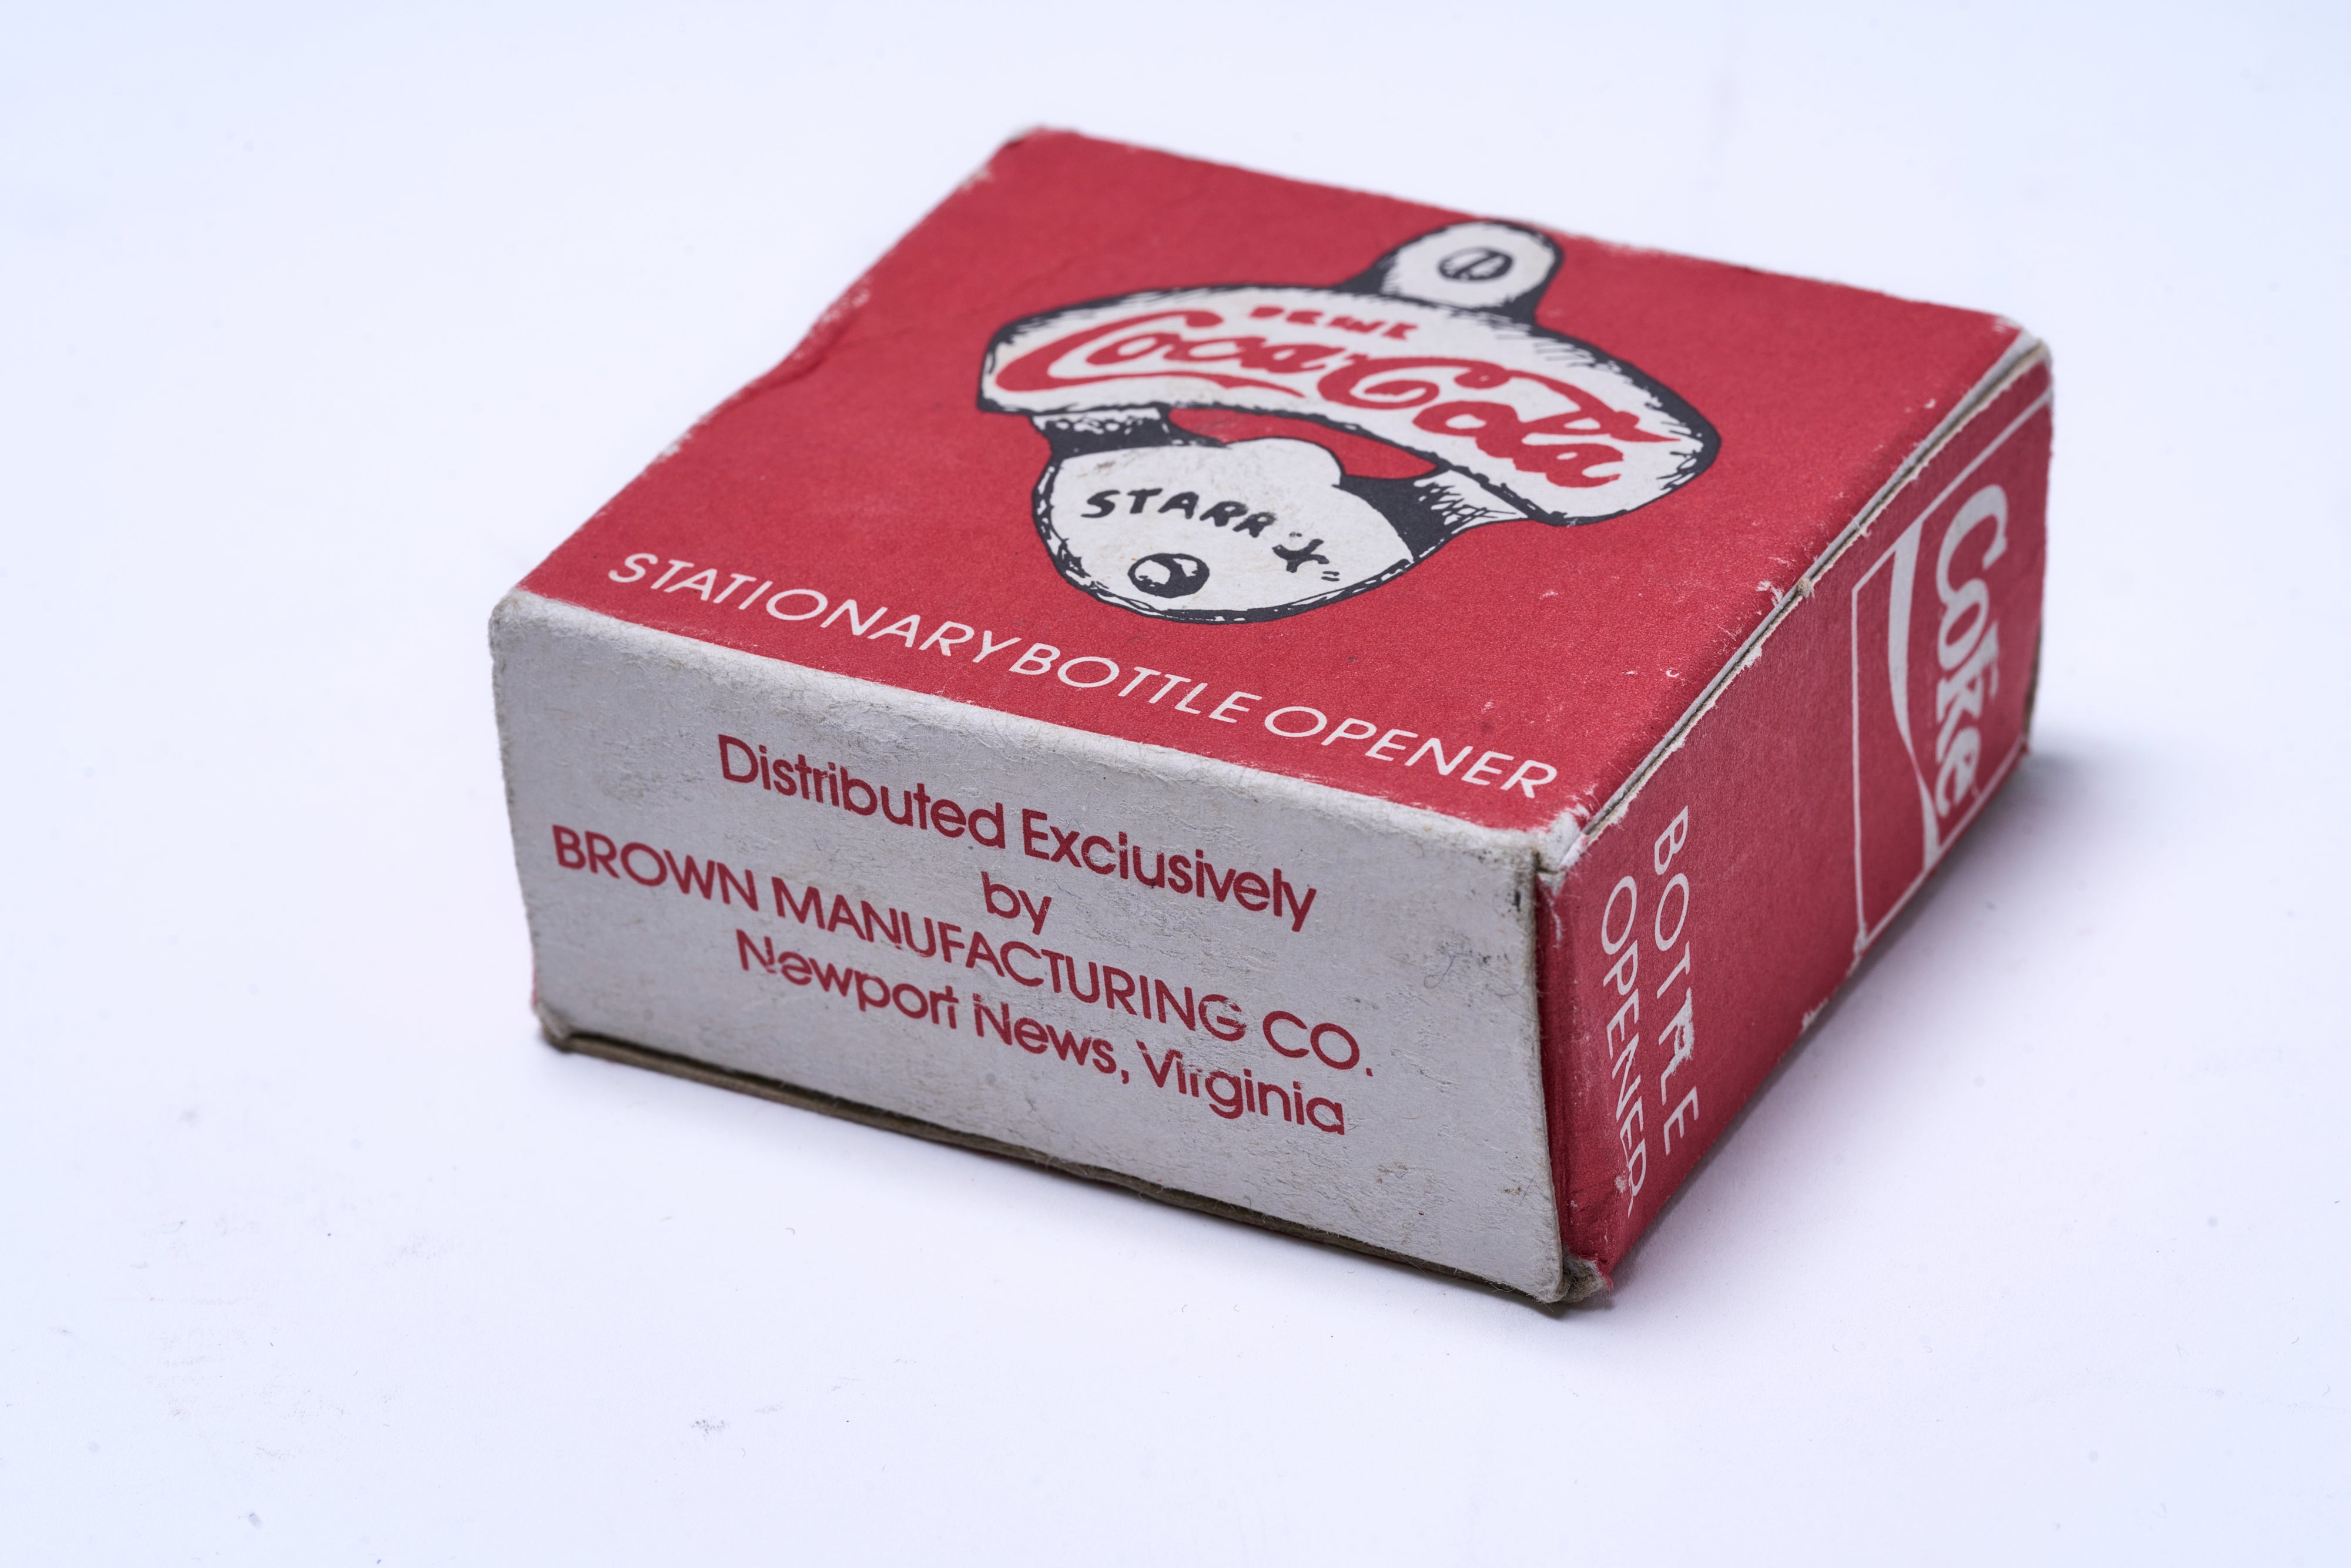 DRINK
Coca-Cola
STARR "X"
STATIONARY BOTTLE OPENER
Distributed Exclusively
by
BROWN MANUFACTURING CO.
Newport News, Virginia
Coke
BOTTLE
OPENER